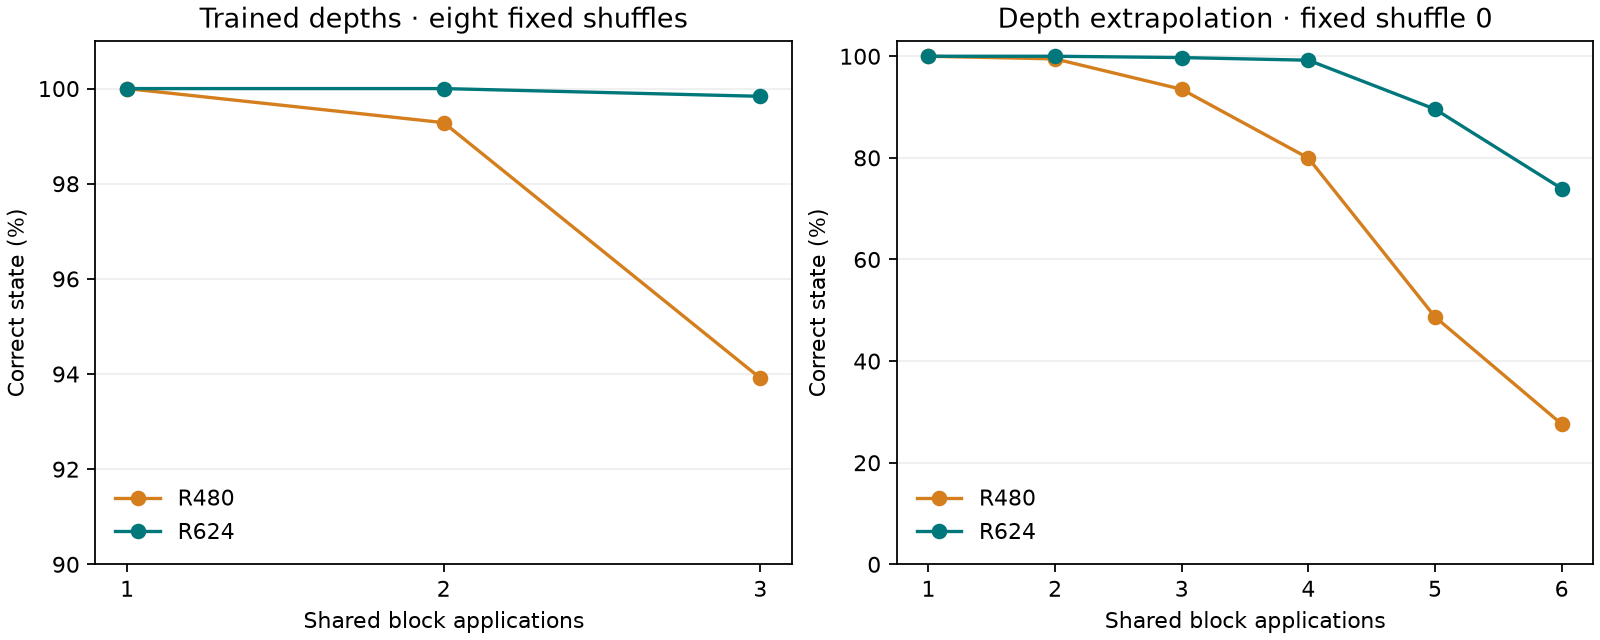 Trained depths · eight fixed shuffles
Correct state (%)
100
98
96
94
92
90
R480
R624
1 2 3
Shared block applications
Depth extrapolation · fixed shuffle 0
Correct state (%)
100
80
60
40
20
0
R480
R624
1 2 3 4 5 6
Shared block applications